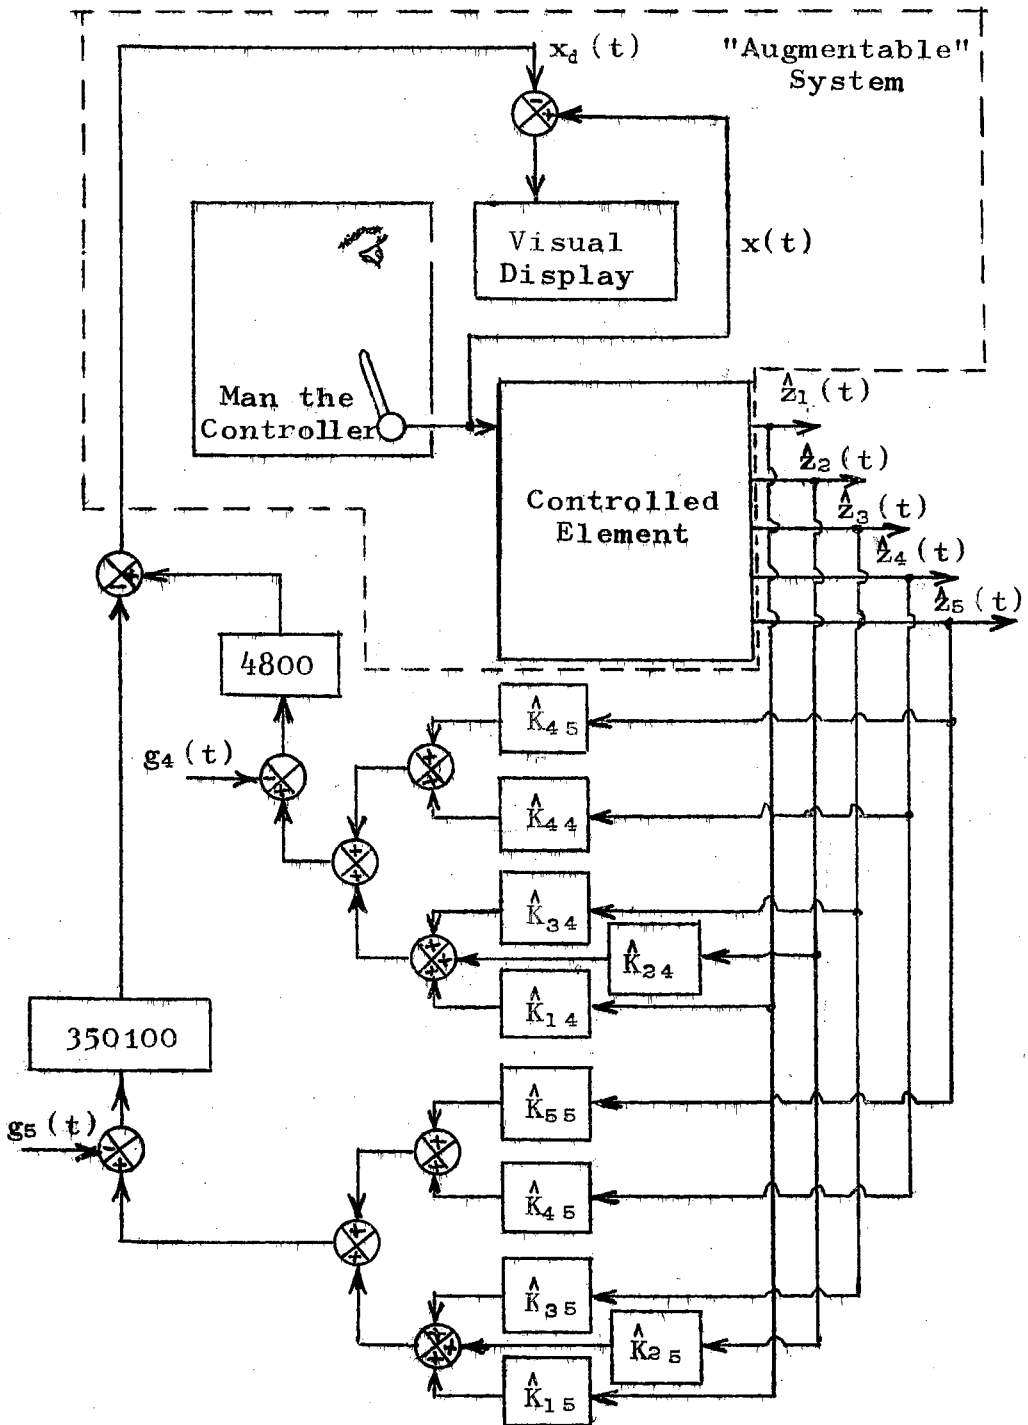 x_d (t)
"Augmentable"
System
Visual
Display
x(t)
Man the
Controller
Controlled
Element
ẑ₁(t)
ẑ₂(t)
ẑ₃(t)
ẑ₄(t)
ẑ₅(t)
4800
g₄(t)
K̂₄₅
K̂₄₄
K̂₃₄
K̂₂₄
K̂₁₄
350100
g₅(t)
K̂₅₅
K̂₄₅
K̂₃₅
K̂₂₅
K̂₁₅